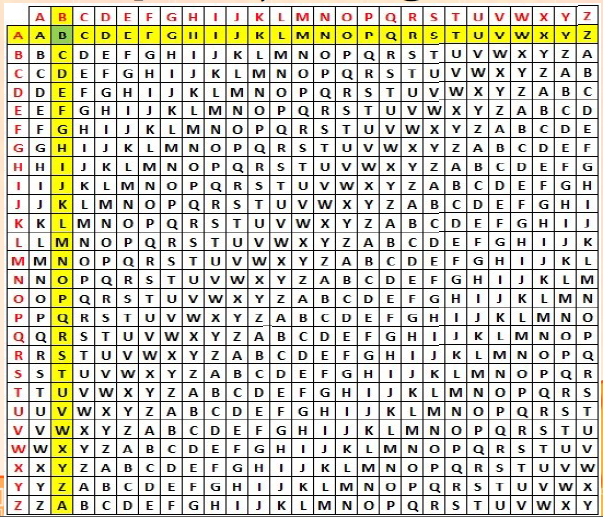 A B C D E F G H I J K L M N O P Q R S T U V W X Y Z
A A B C D E F G H I J K L M N O P Q R S T U V W X Y Z
B B C D E F G H I J K L M N O P Q R S T U V W X Y Z A
C C D E F G H I J K L M N O P Q R S T U V W X Y Z A B
D D E F G H I J K L M N O P Q R S T U V W X Y Z A B C
E E F G H I J K L M N O P Q R S T U V W X Y Z A B C D
F F G H I J K L M N O P Q R S T U V W X Y Z A B C D E
G G H I J K L M N O P Q R S T U V W X Y Z A B C D E F
H H I J K L M N O P Q R S T U V W X Y Z A B C D E F G
I I J K L M N O P Q R S T U V W X Y Z A B C D E F G H
J J K L M N O P Q R S T U V W X Y Z A B C D E F G H I
K K L M N O P Q R S T U V W X Y Z A B C D E F G H I J
L L M N O P Q R S T U V W X Y Z A B C D E F G H I J K
M M N O P Q R S T U V W X Y Z A B C D E F G H I J K L
N N O P Q R S T U V W X Y Z A B C D E F G H I J K L M
O O P Q R S T U V W X Y Z A B C D E F G H I J K L M N
P P Q R S T U V W X Y Z A B C D E F G H I J K L M N O
Q Q R S T U V W X Y Z A B C D E F G H I J K L M N O P
R R S T U V W X Y Z A B C D E F G H I J K L M N O P Q
S S T U V W X Y Z A B C D E F G H I J K L M N O P Q R
T T U V W X Y Z A B C D E F G H I J K L M N O P Q R S
U U V W X Y Z A B C D E F G H I J K L M N O P Q R S T
V V W X Y Z A B C D E F G H I J K L M N O P Q R S T U
W W X Y Z A B C D E F G H I J K L M N O P Q R S T U V
X X Y Z A B C D E F G H I J K L M N O P Q R S T U V W
Y Y Z A B C D E F G H I J K L M N O P Q R S T U V W X
Z Z A B C D E F G H I J K L M N O P Q R S T U V W X Y